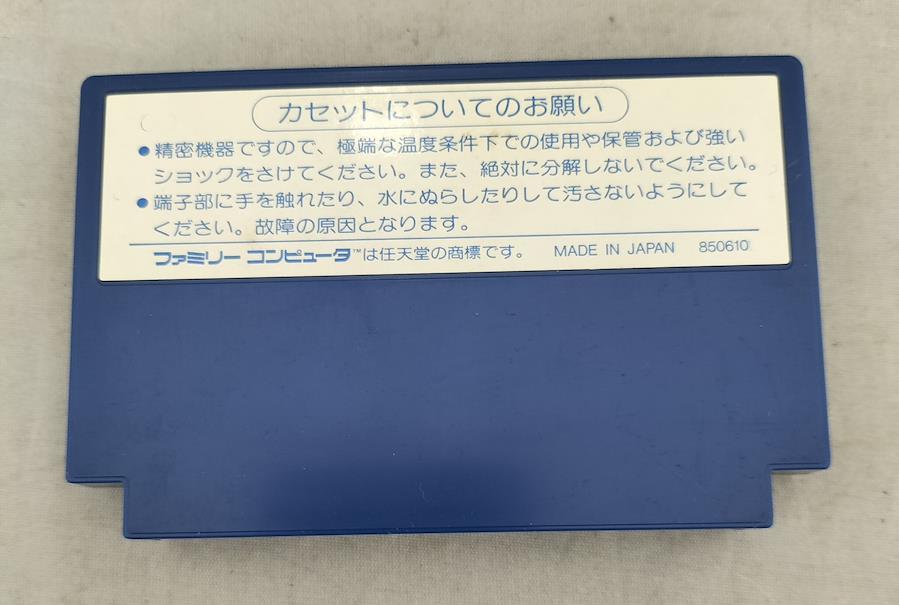 カセットについてのお願い
●精密機器ですので、極端な温度条件下での使用や保管および強い
ショックをさけてください。また、絶対に分解しないでください。
●端子部に手を触れたり、水にぬらしたりして汚さないようにして
ください。故障の原因となります。
ファミリー コンピュータ™は任天堂の商標です。 MADE IN JAPAN 850610